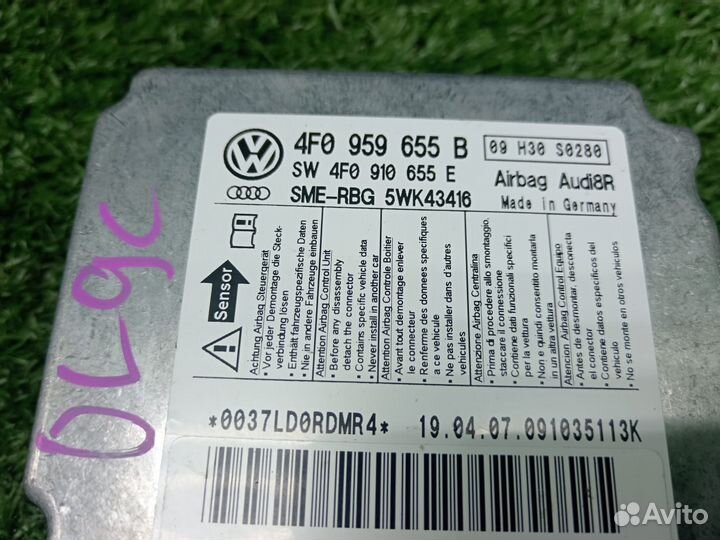 4F0 959 655 B
09 H30 S0280
SW 4F0 910 655 E
Airbag Audi8R
SME-RBG 5WK43416
Made in Germany
Sensor
Achtung Airbag Steuergerät
• Vor jeder Demontage die Steck-
verbindung lösen
• Enthält fahrzeugspezifische Daten
• Nie in andere Fahrzeuge einbauen
Attention Airbag Control Unit
• Before any disassembly
detach the connector
• Contains specific vehicle data
• Never install in another car
Attention Airbag Controle Boitier
• Avant tout demontage enlever
le connecteur
• Renferme des donnees specifiques
a ce vehicule
• Ne pas installer dans d'autres
vehicules
Attenzione Airbag Centralina
• Prima di procedere allo smontaggio,
staccare il connessione
• Contiene dati funzionali specifici
per la vettura
• Non e quindi consentito montarla
in un altra vettura
Atencion Airbag Control Equipo
• Antes de desmontar, desconecta
el conector
• Contiene datos especificos del
vehiculo
• No se monte en otros vehiculos
*0037LD0RDMR4*
19.04.07.091035113K
DL9c
Avito